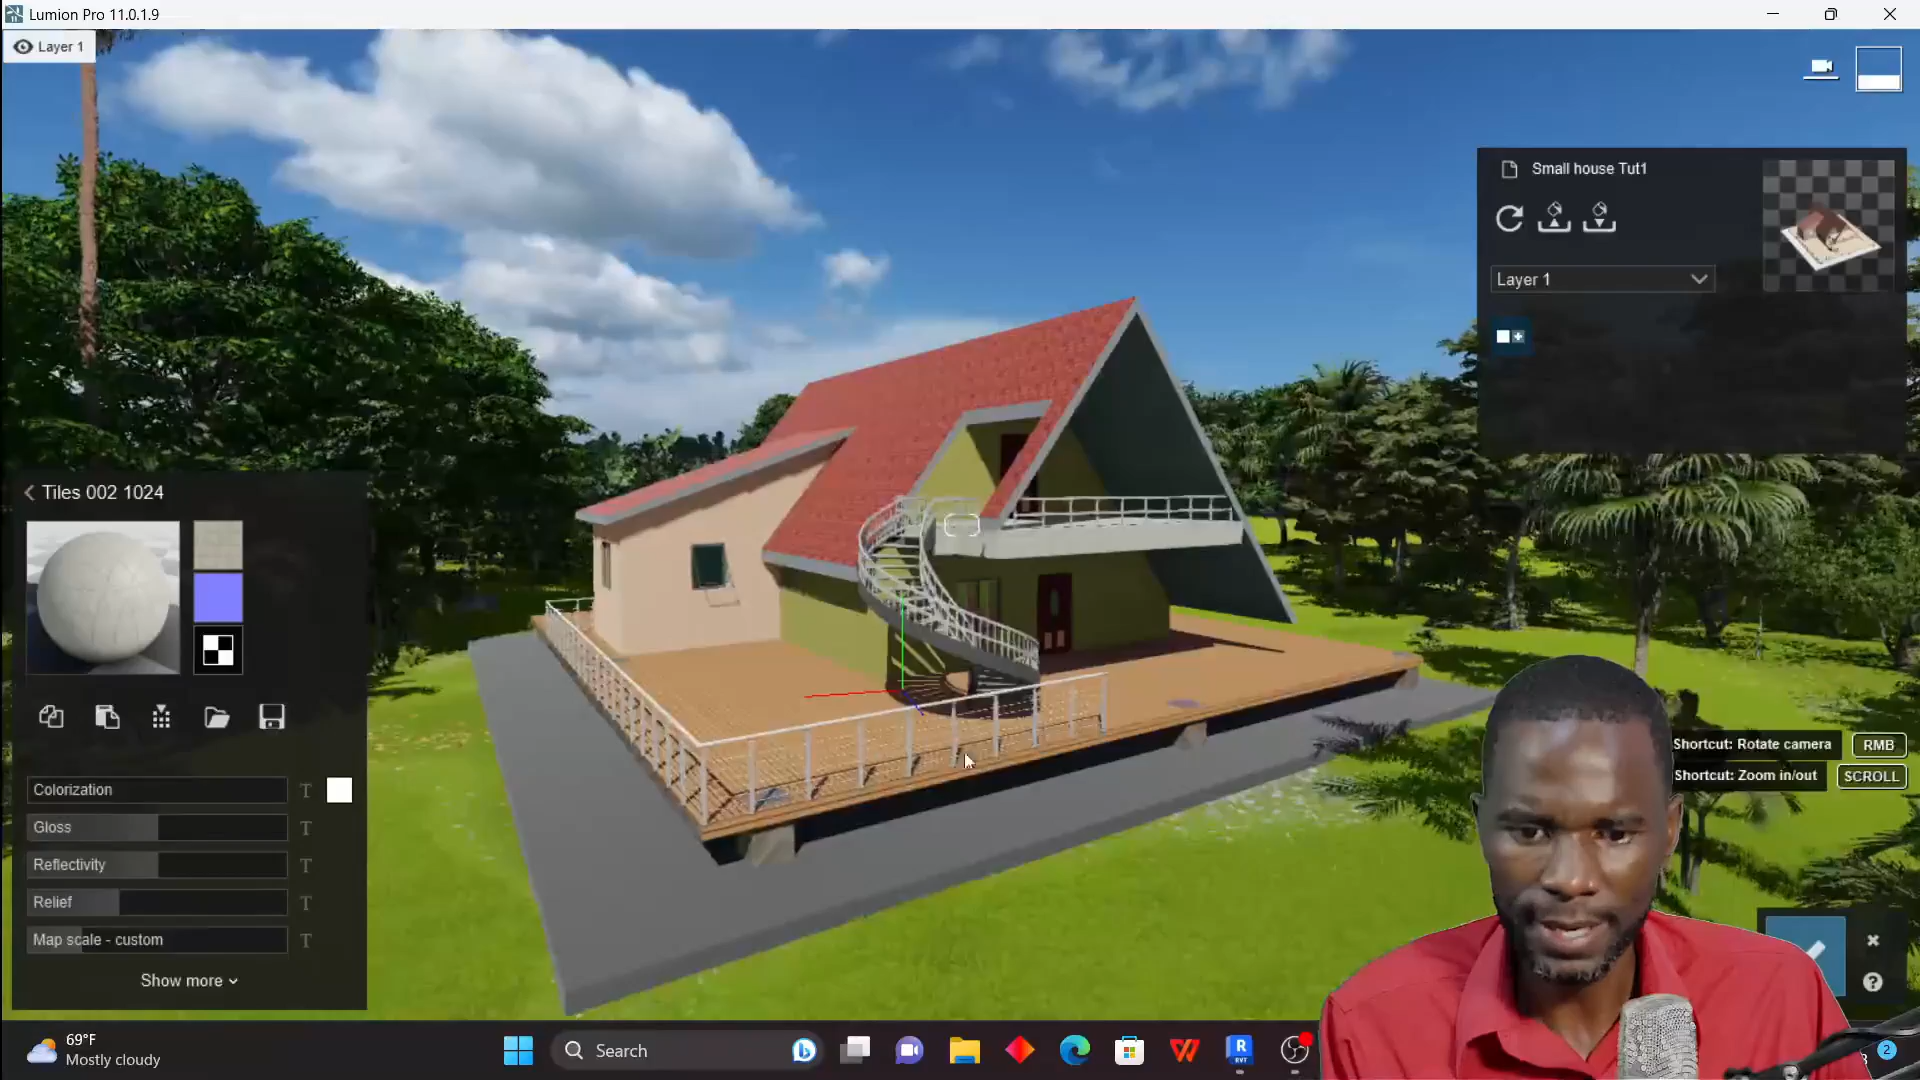 Lumion Pro 11.0.1.9
Layer 1
Small house Tut1
Layer 1
Tiles 002 1024
Colorization
T
Gloss
T
Reflectivity
T
Relief
T
Map scale - custom
T
Show more
Shortcut: Rotate camera
RMB
Shortcut: Zoom in/out
SCROLL
69°F
Mostly cloudy
Search
R
RVT
2